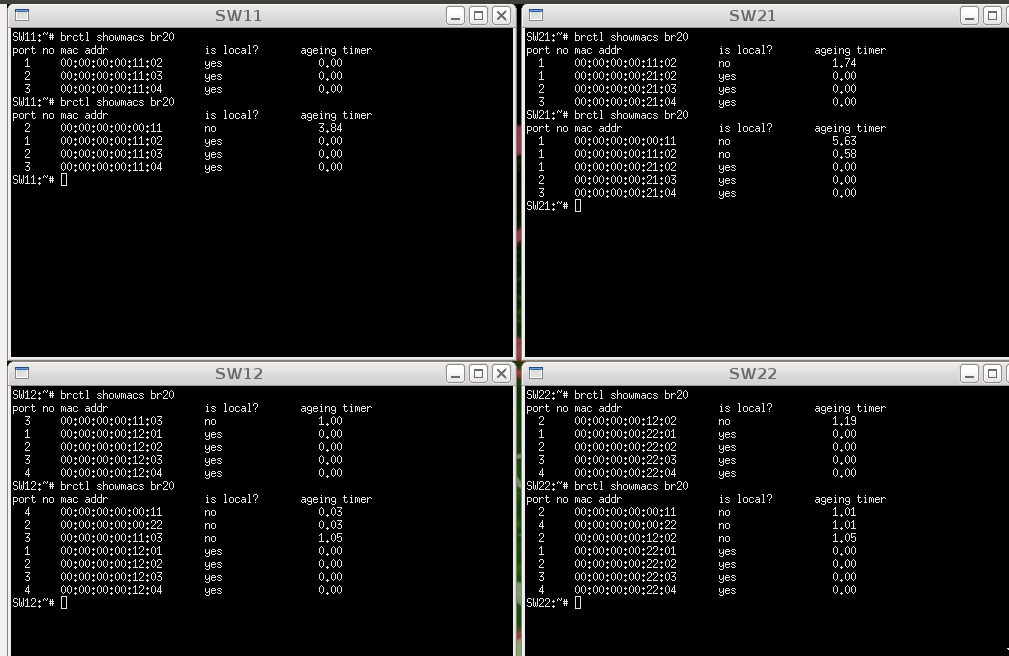 SW11
SW11:~# brctl showmacs br20
port no mac addr is local? ageing timer
1 00:00:00:00:11:02 yes 0.00
2 00:00:00:00:11:03 yes 0.00
3 00:00:00:00:11:04 yes 0.00
SW11:~# brctl showmacs br20
port no mac addr is local? ageing timer
2 00:00:00:00:00:11 no 3.84
1 00:00:00:00:11:02 yes 0.00
2 00:00:00:00:11:03 yes 0.00
3 00:00:00:00:11:04 yes 0.00
SW11:~#
SW21
SW21:~# brctl showmacs br20
port no mac addr is local? ageing timer
1 00:00:00:00:11:02 no 1.74
1 00:00:00:00:21:02 yes 0.00
2 00:00:00:00:21:03 yes 0.00
3 00:00:00:00:21:04 yes 0.00
SW21:~# brctl showmacs br20
port no mac addr is local? ageing timer
1 00:00:00:00:00:11 no 5.63
1 00:00:00:00:11:02 no 0.58
1 00:00:00:00:21:02 yes 0.00
2 00:00:00:00:21:03 yes 0.00
3 00:00:00:00:21:04 yes 0.00
SW21:~#
SW12
SW12:~# brctl showmacs br20
port no mac addr is local? ageing timer
3 00:00:00:00:11:03 no 1.00
1 00:00:00:00:12:01 yes 0.00
2 00:00:00:00:12:02 yes 0.00
3 00:00:00:00:12:03 yes 0.00
4 00:00:00:00:12:04 yes 0.00
SW12:~# brctl showmacs br20
port no mac addr is local? ageing timer
4 00:00:00:00:00:11 no 0.03
2 00:00:00:00:00:22 no 0.03
3 00:00:00:00:11:03 no 1.05
1 00:00:00:00:12:01 yes 0.00
2 00:00:00:00:12:02 yes 0.00
3 00:00:00:00:12:03 yes 0.00
4 00:00:00:00:12:04 yes 0.00
SW12:~#
SW22
SW22:~# brctl showmacs br20
port no mac addr is local? ageing timer
2 00:00:00:00:12:02 no 1.19
1 00:00:00:00:22:01 yes 0.00
2 00:00:00:00:22:02 yes 0.00
3 00:00:00:00:22:03 yes 0.00
4 00:00:00:00:22:04 yes 0.00
SW22:~# brctl showmacs br20
port no mac addr is local? ageing timer
2 00:00:00:00:00:11 no 1.01
4 00:00:00:00:00:22 no 1.01
2 00:00:00:00:12:02 no 1.05
1 00:00:00:00:22:01 yes 0.00
2 00:00:00:00:22:02 yes 0.00
3 00:00:00:00:22:03 yes 0.00
4 00:00:00:00:22:04 yes 0.00
SW22:~#